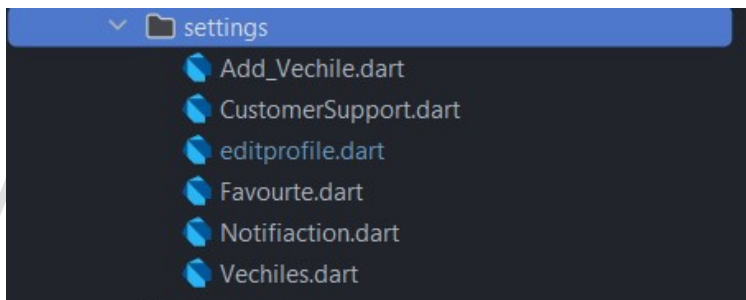 settings
Add_Vechile.dart
CustomerSupport.dart
editprofile.dart
Favourte.dart
Notifiaction.dart
Vechiles.dart